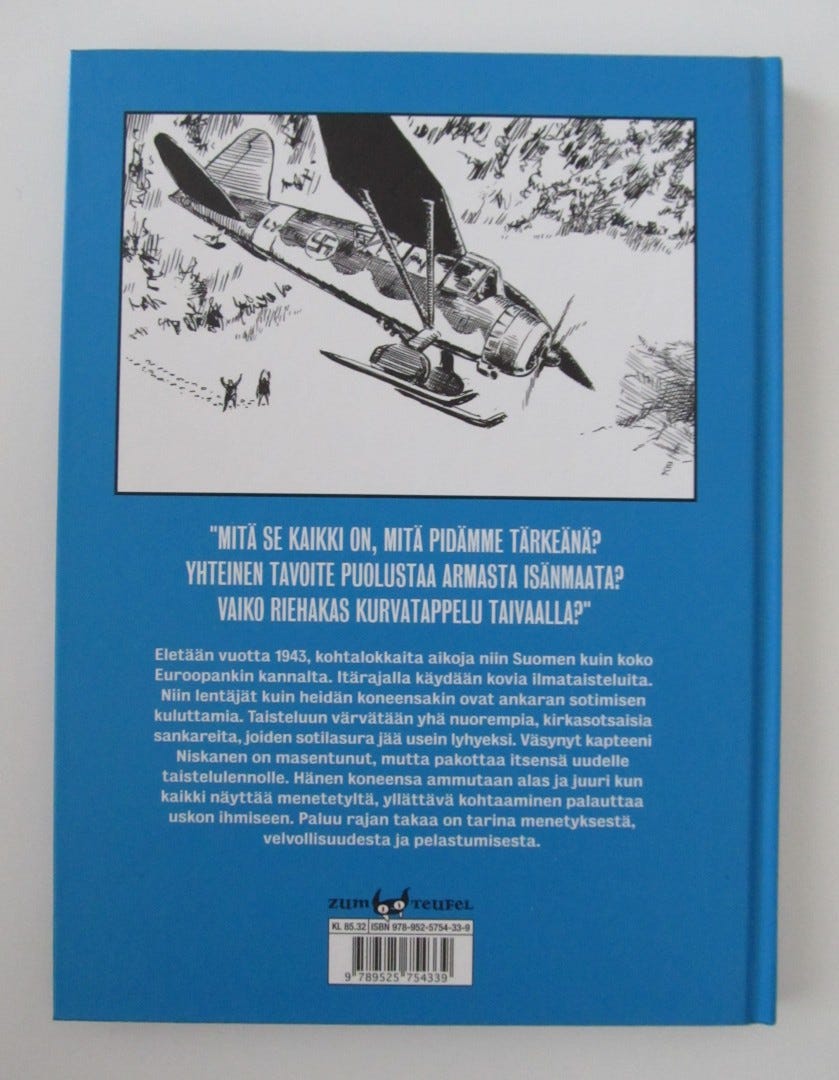 LY
"MITÄ SE KAIKKI ON, MITÄ PIDÄMME TÄRKEÄNÄ?
YHTEINEN TAVOITE PUOLUSTAA ARMASTA ISÄNMAATA?
VAIKO RIEHAKAS KURVATAPPELU TAIVAALLA?"
Eletään vuotta 1943, kohtalokkaita aikoja niin Suomen kuin koko
Euroopankin kannalta. Itärajalla käydään kovia ilmataisteluita.
Niin lentäjät kuin heidän koneensakin ovat ankaran sotimisen
kuluttamia. Taisteluun värvätään yhä nuorempia, kirkasotsaisia
sankareita, joiden sotilasura jää usein lyhyeksi. Väsynyt kapteeni
Niskanen on masentunut, mutta pakottaa itsensä uudelle
taistelulennolle. Hänen koneensa ammutaan alas ja juuri kun
kaikki näyttää menetetyltä, yllättävä kohtaaminen palauttaa
uskon ihmiseen. Paluu rajan takaa on tarina menetyksestä,
velvollisuudesta ja pelastumisesta.
ZUM TEUFEL
KL 85.32 ISBN 978-952-5754-33-9
9 789525 754339